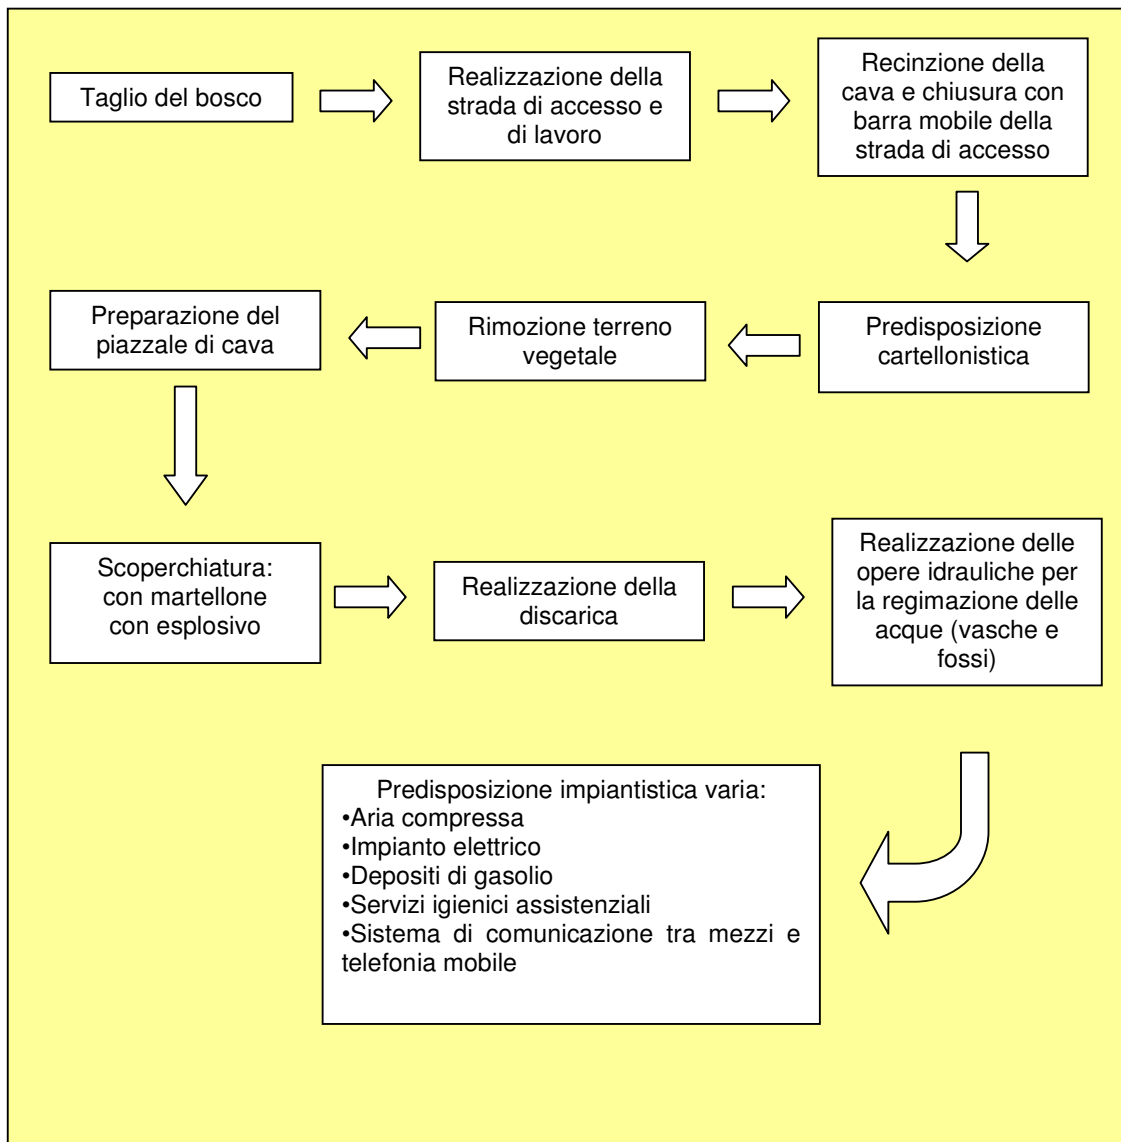 Taglio del bosco
Realizzazione della
strada di accesso e
di lavoro
Recinzione della
cava e chiusura con
barra mobile della
strada di accesso
Predisposizione
cartellonistica
Rimozione terreno
vegetale
Preparazione del
piazzale di cava
Scoperchiatura:
con martellone
con esplosivo
Realizzazione della
discarica
Realizzazione delle
opere idrauliche per
la regimazione delle
acque (vasche e
fossi)
Predisposizione impiantistica varia:
•Aria compressa
•Impianto elettrico
•Depositi di gasolio
•Servizi igienici assistenziali
•Sistema di comunicazione tra mezzi e
telefonia mobile